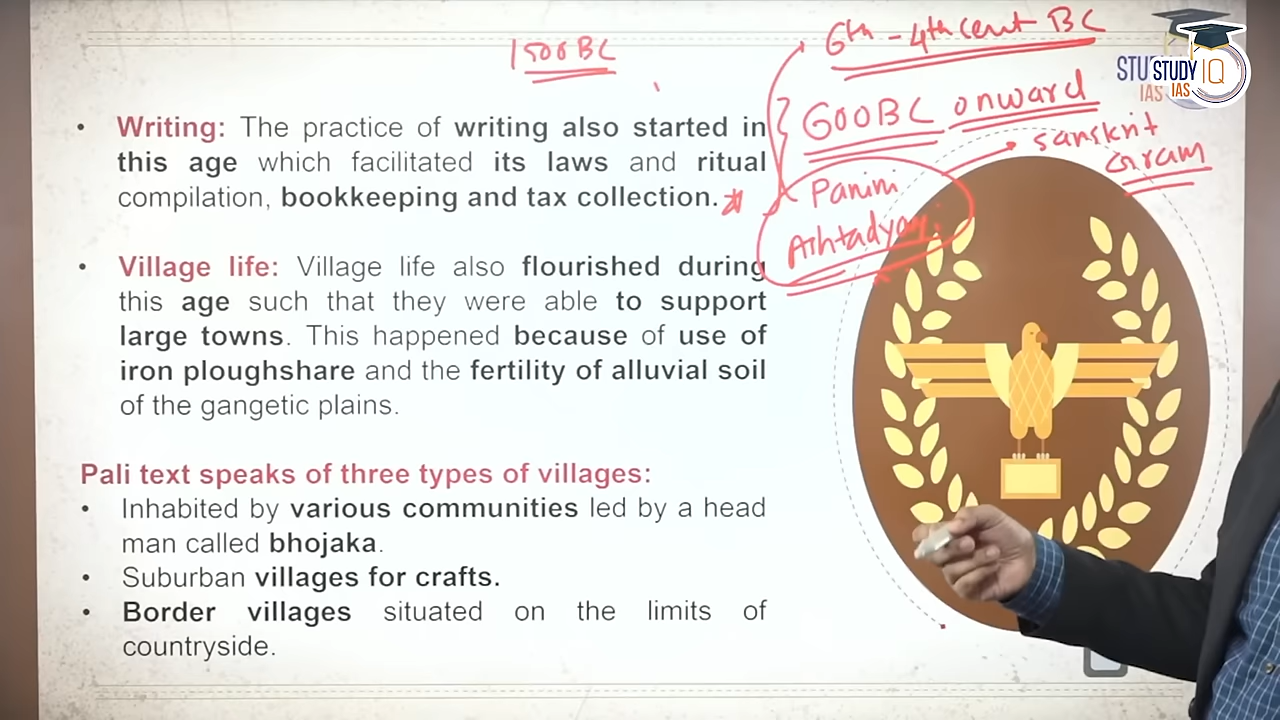 1500BC
6th - 4th cent BC
600BC onward
sanskrit
Gram
Panini
Ashtadyayi
STUDY IQ
IAS
• Writing: The practice of writing also started in
this age which facilitated its laws and ritual
compilation, bookkeeping and tax collection.
• Village life: Village life also flourished during
this age such that they were able to support
large towns. This happened because of use of
iron ploughshare and the fertility of alluvial soil
of the gangetic plains.
Pali text speaks of three types of villages:
• Inhabited by various communities led by a head
man called bhojaka.
• Suburban villages for crafts.
• Border villages situated on the limits of
countryside.